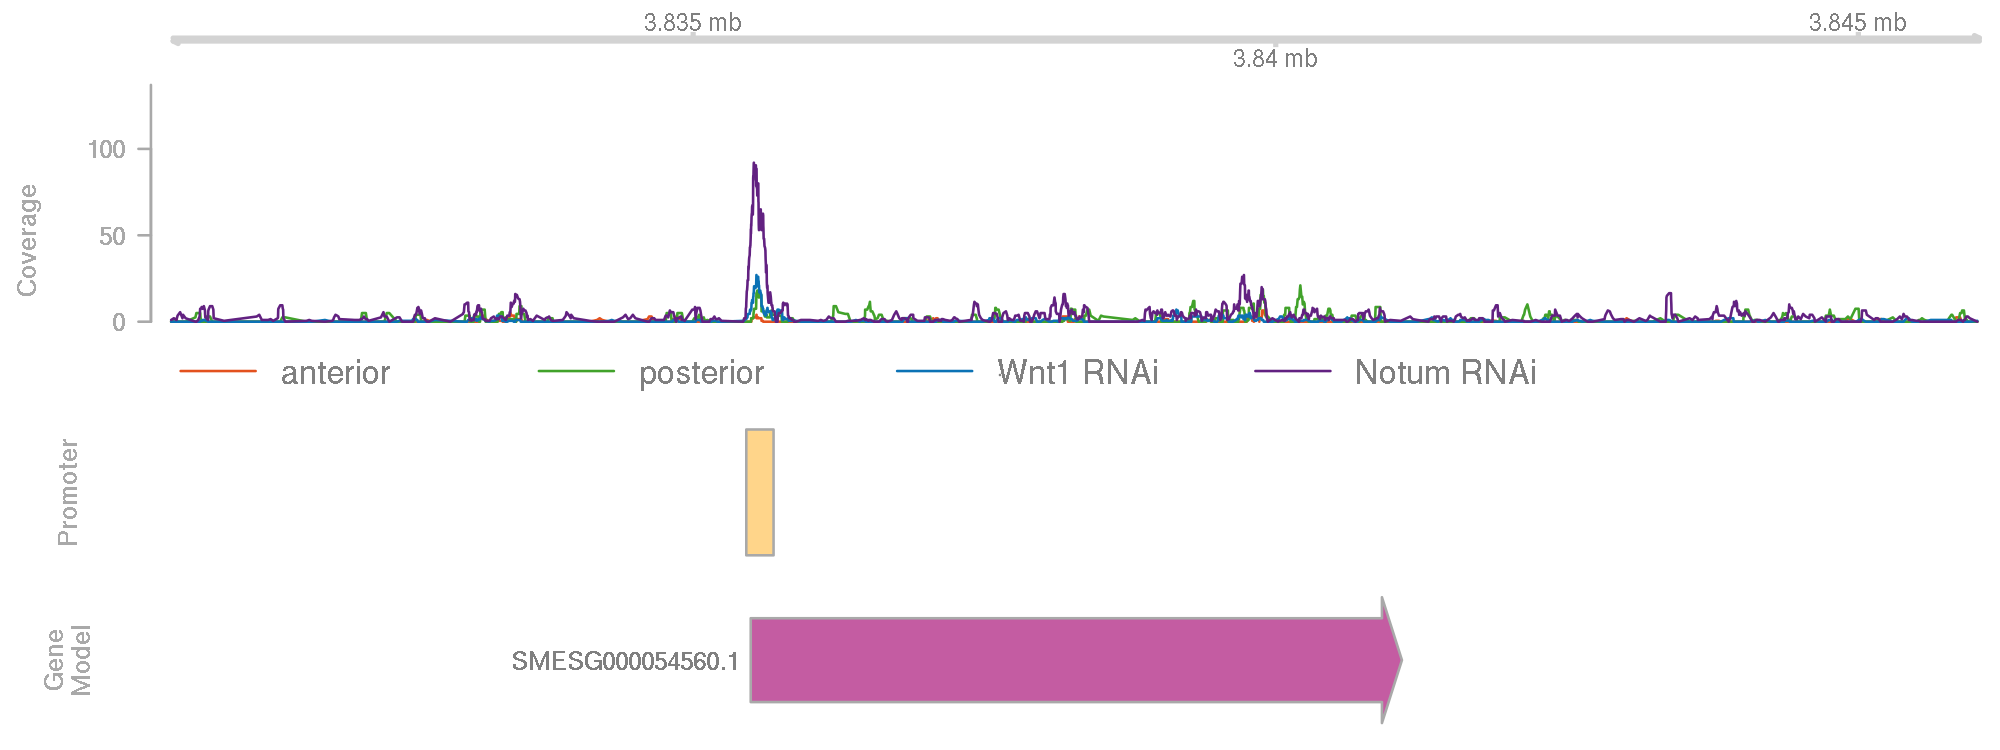 3.835 mb
3.845 mb
3.84 mb
Coverage
100
50
0
anterior
posterior
Wnt1 RNAi
Notum RNAi
Promoter
Gene
Model
SMESG000054560.1